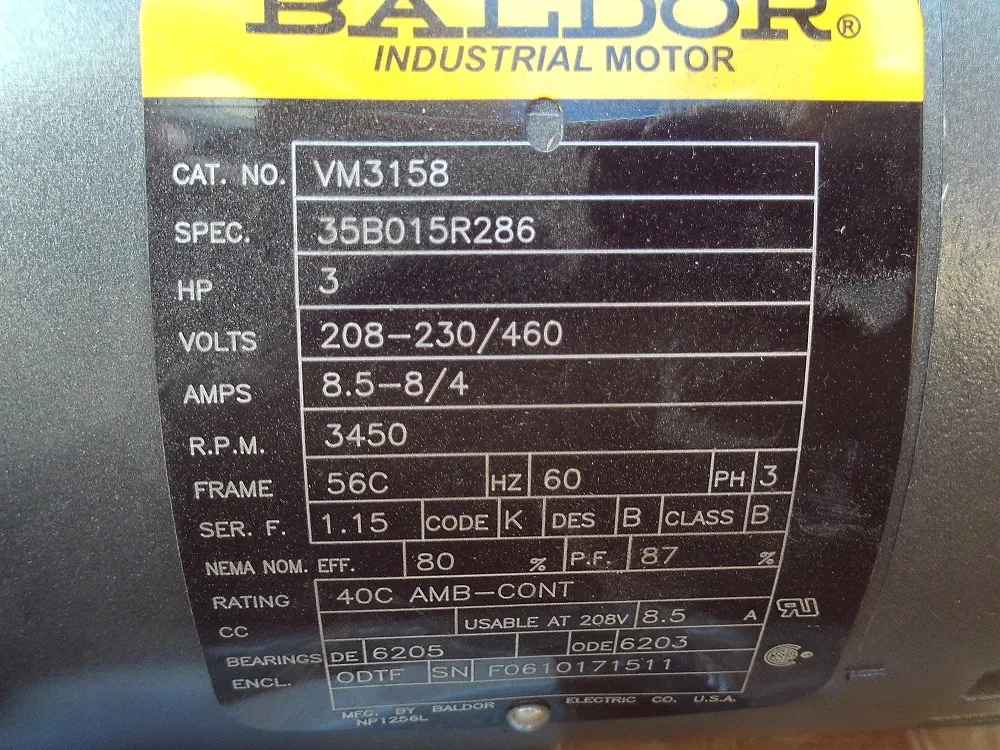 BALDOR®
INDUSTRIAL MOTOR
CAT. NO. VM3158
SPEC. 35B015R286
HP 3
VOLTS 208-230/460
AMPS 8.5-8/4
R.P.M. 3450
FRAME 56C HZ 60 PH 3
SER. F. 1.15 CODE K DES B CLASS B
NEMA NOM. EFF. 80 % P.F. 87 %
RATING 40C AMB-CONT
CC USABLE AT 208V 8.5 A
BEARINGS DE 6205 ODE 6203
ENCL. ODTF SN F0610171511
MFG. BY BALDOR ELECTRIC CO. U.S.A.
NP1256L
RU
SA